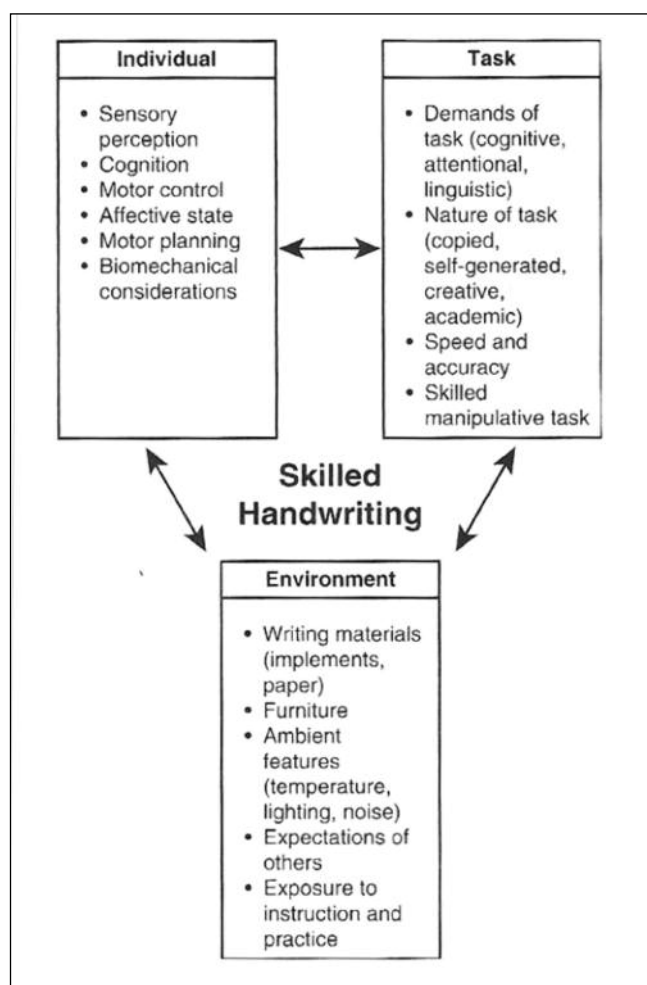 Individual
• Sensory
perception
• Cognition
• Motor control
• Affective state
• Motor planning
• Biomechanical
considerations
Task
• Demands of
task (cognitive,
attentional,
linguistic)
• Nature of task
(copied,
self-generated,
creative,
academic)
• Speed and
accuracy
• Skilled
manipulative task
Skilled
Handwriting
Environment
• Writing materials
(implements,
paper)
• Furniture
• Ambient
features
(temperature,
lighting, noise)
• Expectations of
others
• Exposure to
instruction and
practice